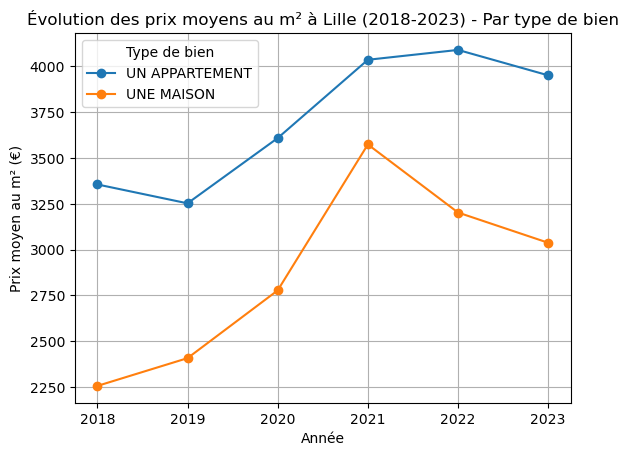 Évolution des prix moyens au m² à Lille (2018-2023) - Par type de bien
Type de bien
UN APPARTEMENT
UNE MAISON
Prix moyen au m² (€)
4000
3750
3500
3250
3000
2750
2500
2250
2018 2019 2020 2021 2022 2023
Année